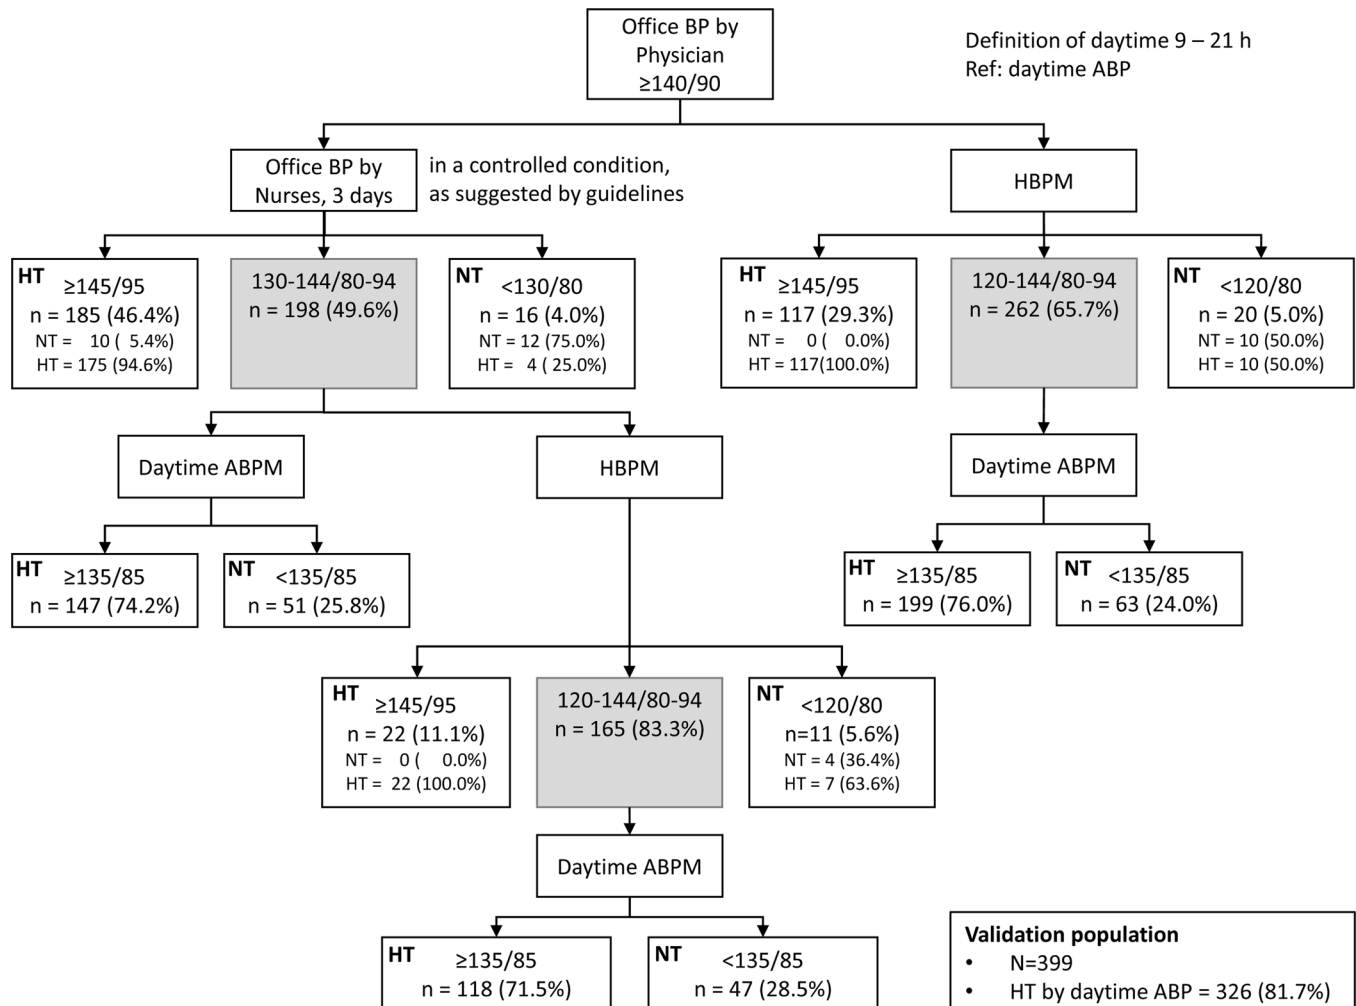 Office BP by
Physician
≥140/90
Definition of daytime 9 – 21 h
Ref: daytime ABP
Office BP by
Nurses, 3 days
in a controlled condition,
as suggested by guidelines
HBPM
HT
≥145/95
n = 185 (46.4%)
NT = 10 ( 5.4%)
HT = 175 (94.6%)
130-144/80-94
n = 198 (49.6%)
NT
<130/80
n = 16 (4.0%)
NT = 12 (75.0%)
HT = 4 ( 25.0%)
HT
≥145/95
n = 117 (29.3%)
NT = 0 ( 0.0%)
HT = 117(100.0%)
120-144/80-94
n = 262 (65.7%)
NT
<120/80
n = 20 (5.0%)
NT = 10 (50.0%)
HT = 10 (50.0%)
Daytime ABPM
HBPM
Daytime ABPM
HT
≥135/85
n = 147 (74.2%)
NT
<135/85
n = 51 (25.8%)
HT
≥135/85
n = 199 (76.0%)
NT
<135/85
n = 63 (24.0%)
HT
≥145/95
n = 22 (11.1%)
NT = 0 ( 0.0%)
HT = 22 (100.0%)
120-144/80-94
n = 165 (83.3%)
NT
<120/80
n=11 (5.6%)
NT = 4 (36.4%)
HT = 7 (63.6%)
Daytime ABPM
HT
≥135/85
n = 118 (71.5%)
NT
<135/85
n = 47 (28.5%)
Validation population
• N=399
• HT by daytime ABP = 326 (81.7%)